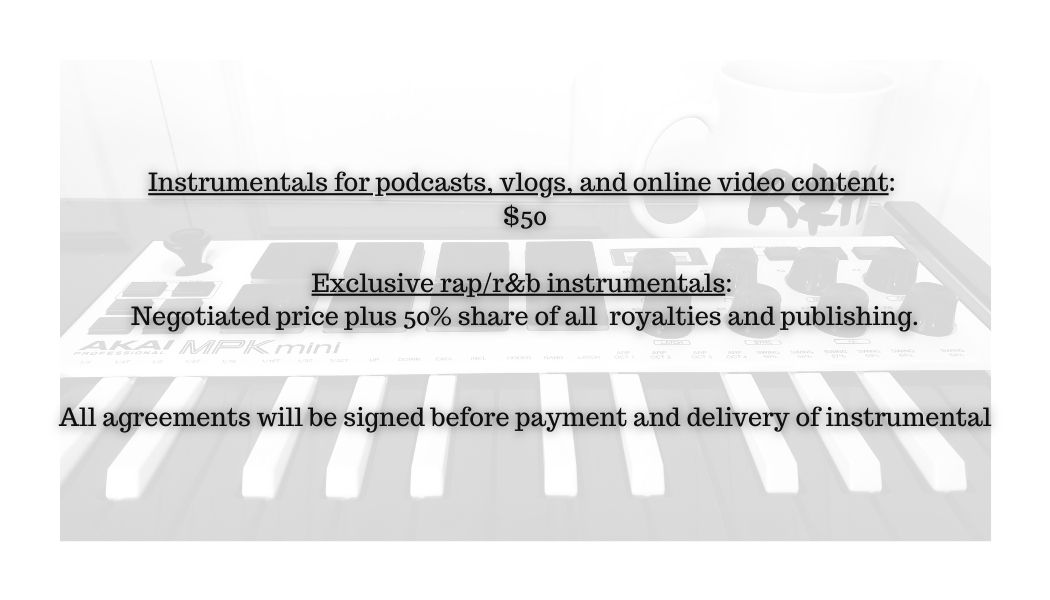 Instrumentals for podcasts, vlogs, and online video content:
$50
Exclusive rap/r&b instrumentals:
Negotiated price plus 50% share of all  royalties and publishing.
AKAI MPK mini
PROFESSIONAL
All agreements will be signed before payment and delivery of instrumental